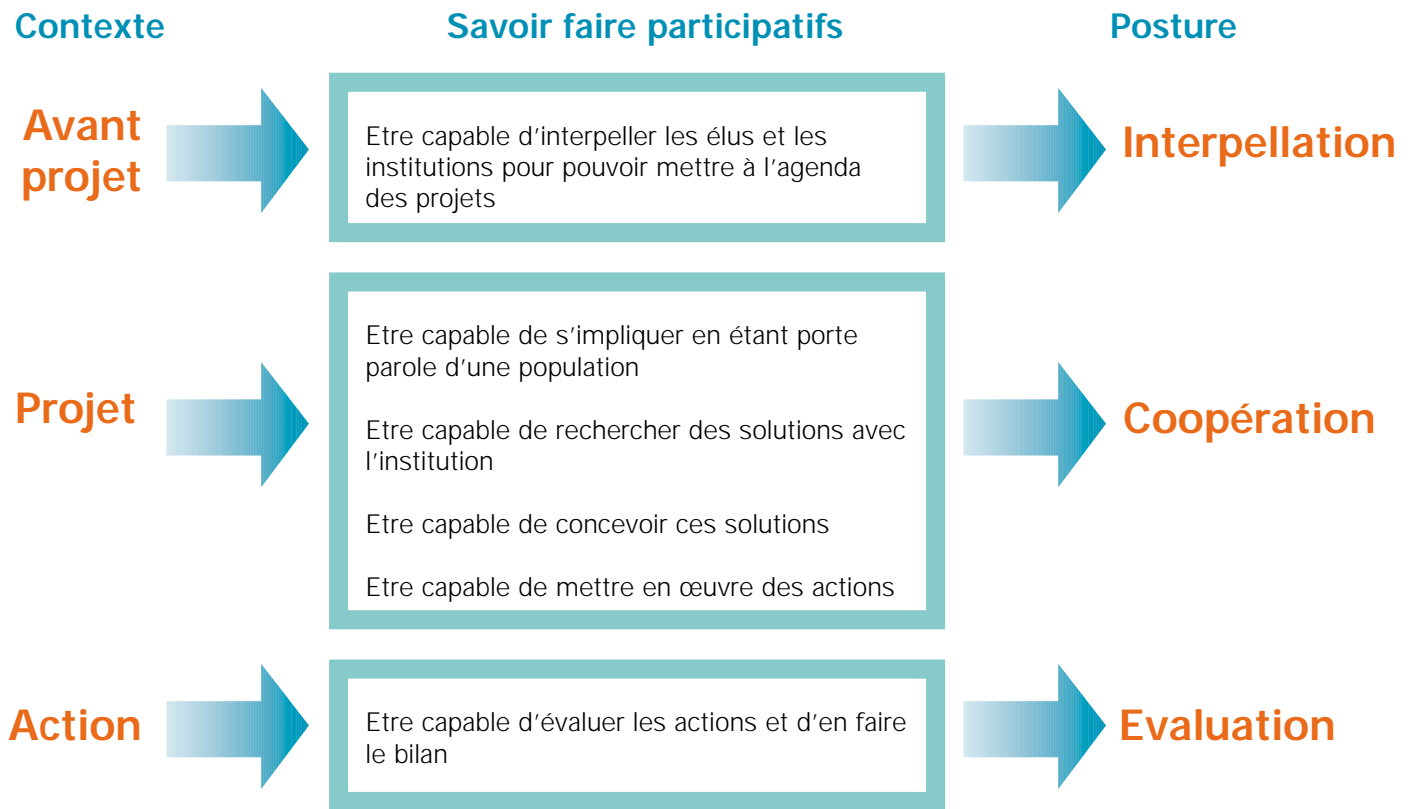 Contexte
Savoir faire participatifs
Posture
Avant
projet
Etre capable d’interpeller les élus et les
institutions pour pouvoir mettre à l’agenda
des projets
Interpellation
Projet
Etre capable de s’impliquer en étant porte
parole d’une population
Etre capable de rechercher des solutions avec
l’institution
Etre capable de concevoir ces solutions
Etre capable de mettre en œuvre des actions
Coopération
Action
Etre capable d’évaluer les actions et d’en faire
le bilan
Evaluation